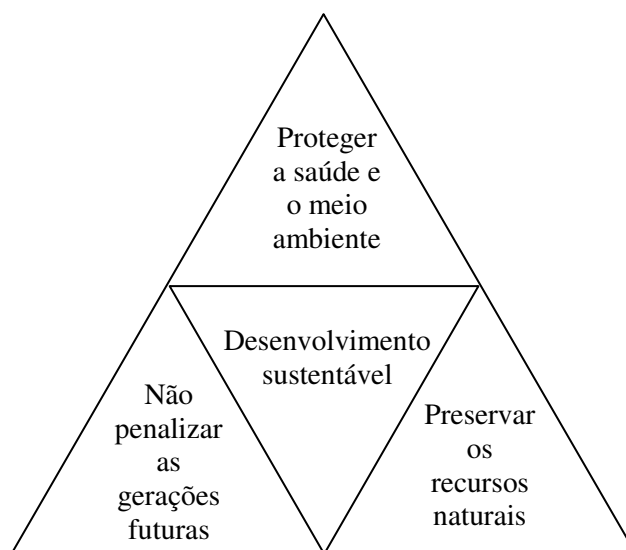 Proteger
a saúde e
o meio
ambiente
Desenvolvimento
sustentável
Não
penalizar
as
gerações
futuras
Preservar
os
recursos
naturais